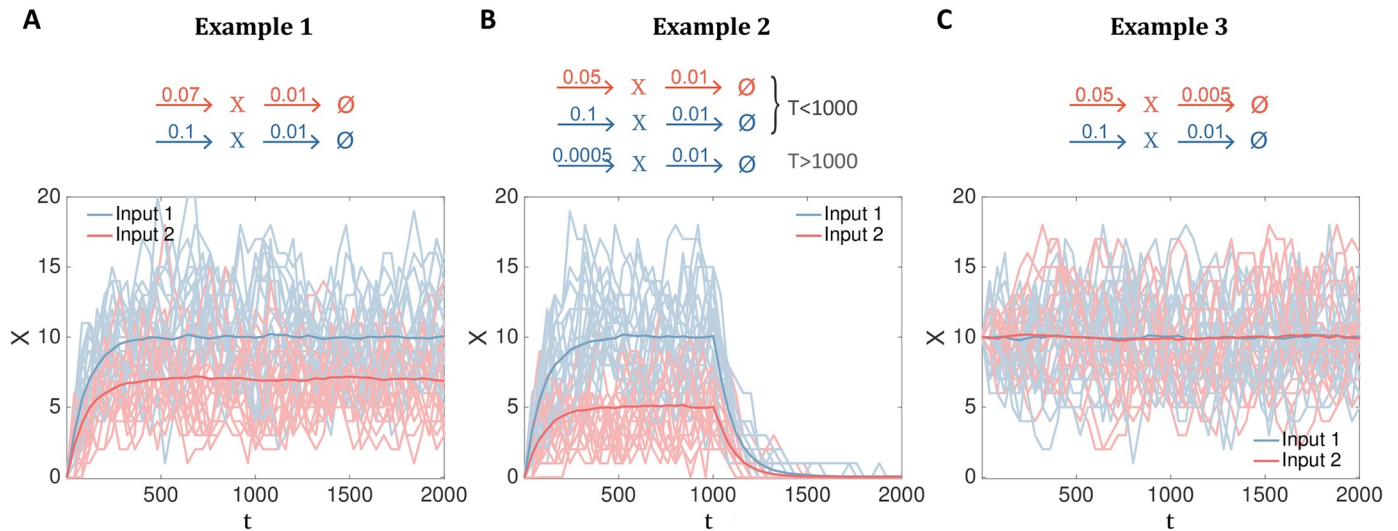 A
Example 1
0.07 X 0.01 Ø
0.1 X 0.01 Ø
20
15
10
5
0
X
Input 1
Input 2
500 1000 1500 2000
t
B
Example 2
0.05 X 0.01 Ø
0.1 X 0.01 Ø
T<1000
0.0005 X 0.01 Ø T>1000
20
15
10
5
0
X
Input 1
Input 2
500 1000 1500 2000
t
C
Example 3
0.05 X 0.005 Ø
0.1 X 0.01 Ø
20
15
10
5
0
X
Input 1
Input 2
500 1000 1500 2000
t